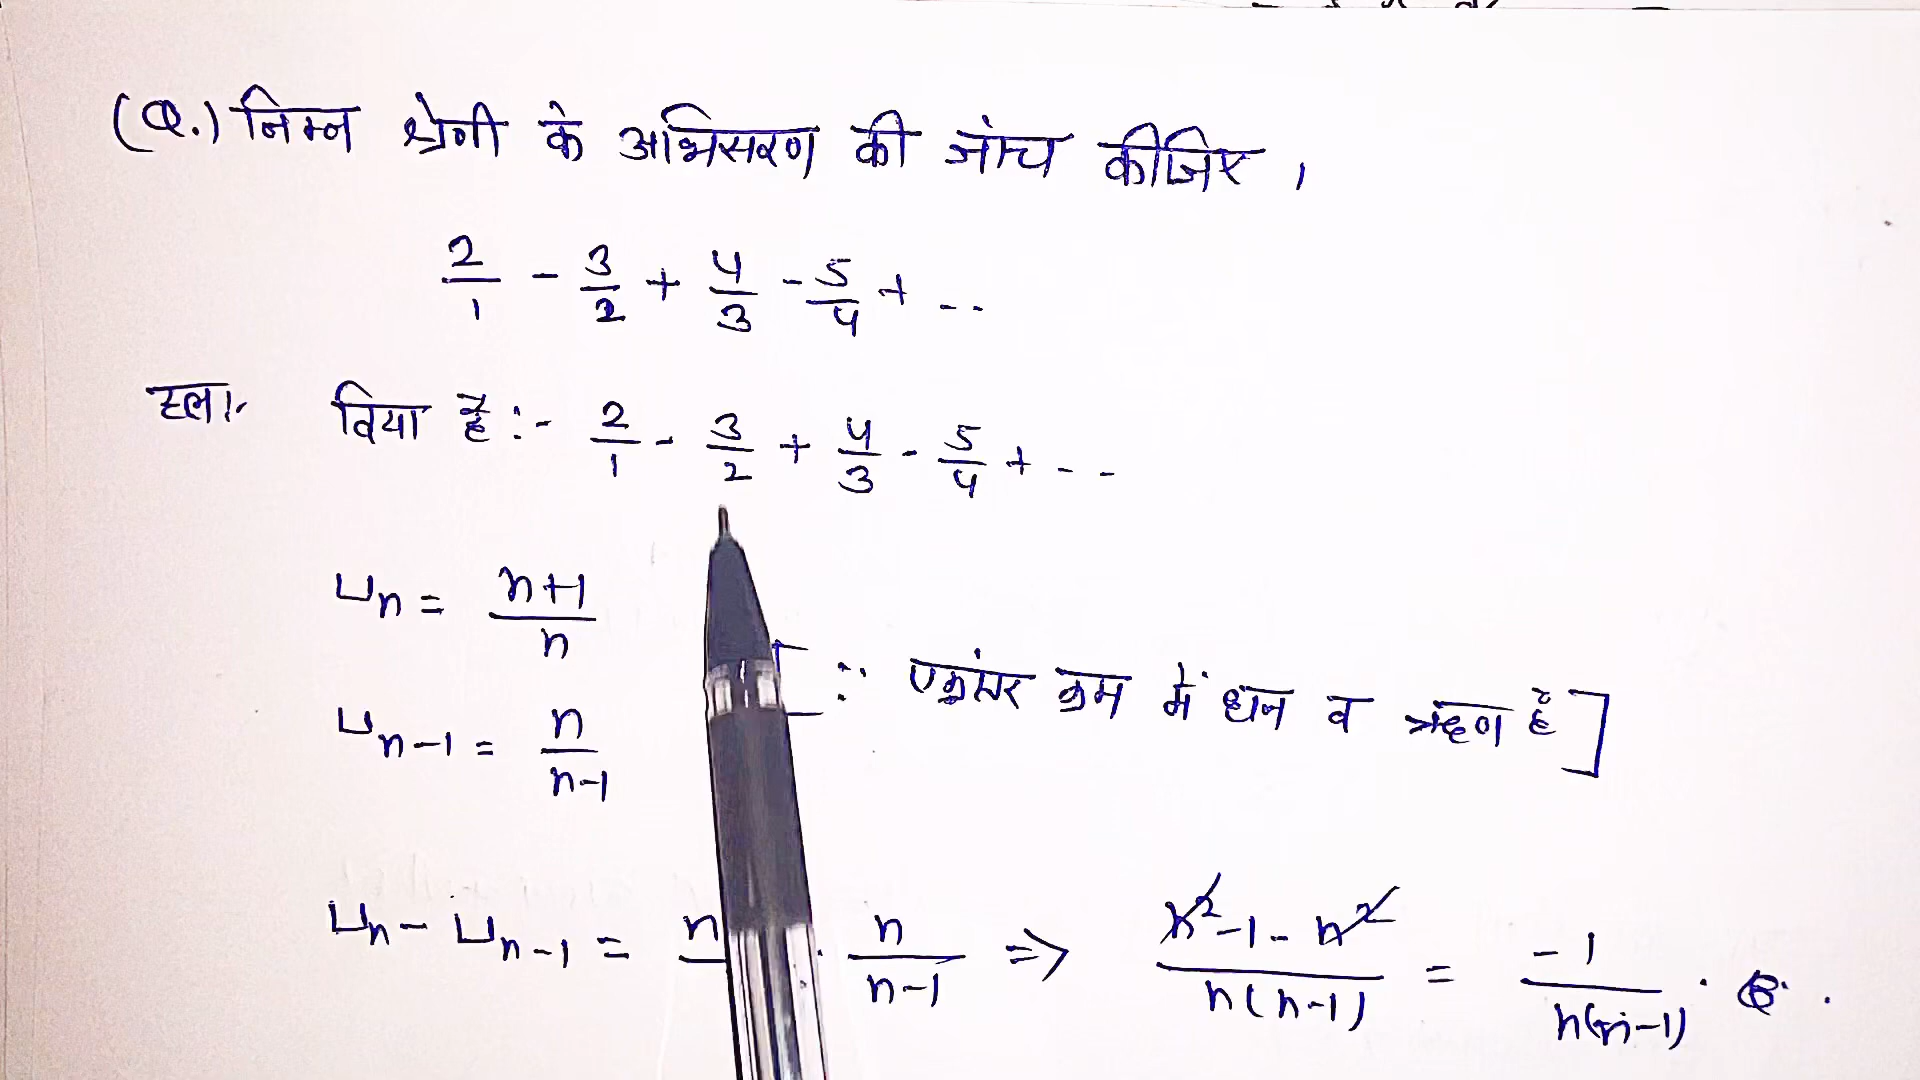 (Q.) निम्न श्रेणी के अभिसरण की जांच कीजिए ।
2/1 - 3/2 + 4/3 - 5/4 + --
हलः- दिया है :- 2/1 - 3/2 + 4/3 - 5/4 + --
un = n+1/n
[∵ एकांतर क्रम में धन व ऋण है]
un-1 = n/n-1
un - un-1 = n n/n-1 => n²-1-n²/n(n-1) = -1/n(n-1)